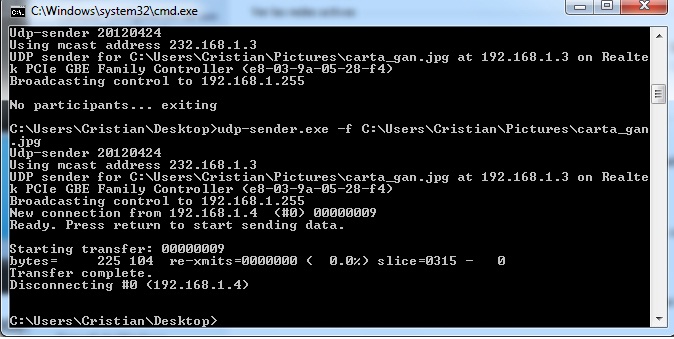 C:\Windows\system32\cmd.exe
Udp-sender 20120424
Using mcast address 232.168.1.3
UDP sender for C:\Users\Cristian\Pictures\carta_gan.jpg at 192.168.1.3 on Realte
k PCIe GBE Family Controller (e8-03-9a-05-28-f4)
Broadcasting control to 192.168.1.255
No participants... exiting
C:\Users\Cristian\Desktop>udp-sender.exe -f C:\Users\Cristian\Pictures\carta_gan
.jpg
Udp-sender 20120424
Using mcast address 232.168.1.3
UDP sender for C:\Users\Cristian\Pictures\carta_gan.jpg at 192.168.1.3 on Realte
k PCIe GBE Family Controller (e8-03-9a-05-28-f4)
Broadcasting control to 192.168.1.255
New connection from 192.168.1.4  (#0) 00000009
Ready. Press return to start sending data.
Starting transfer: 00000009
bytes=     225 104  re-xmits=0000000 (  0.0%) slice=0315 -   0
Transfer complete.
Disconnecting #0 (192.168.1.4)
C:\Users\Cristian\Desktop>